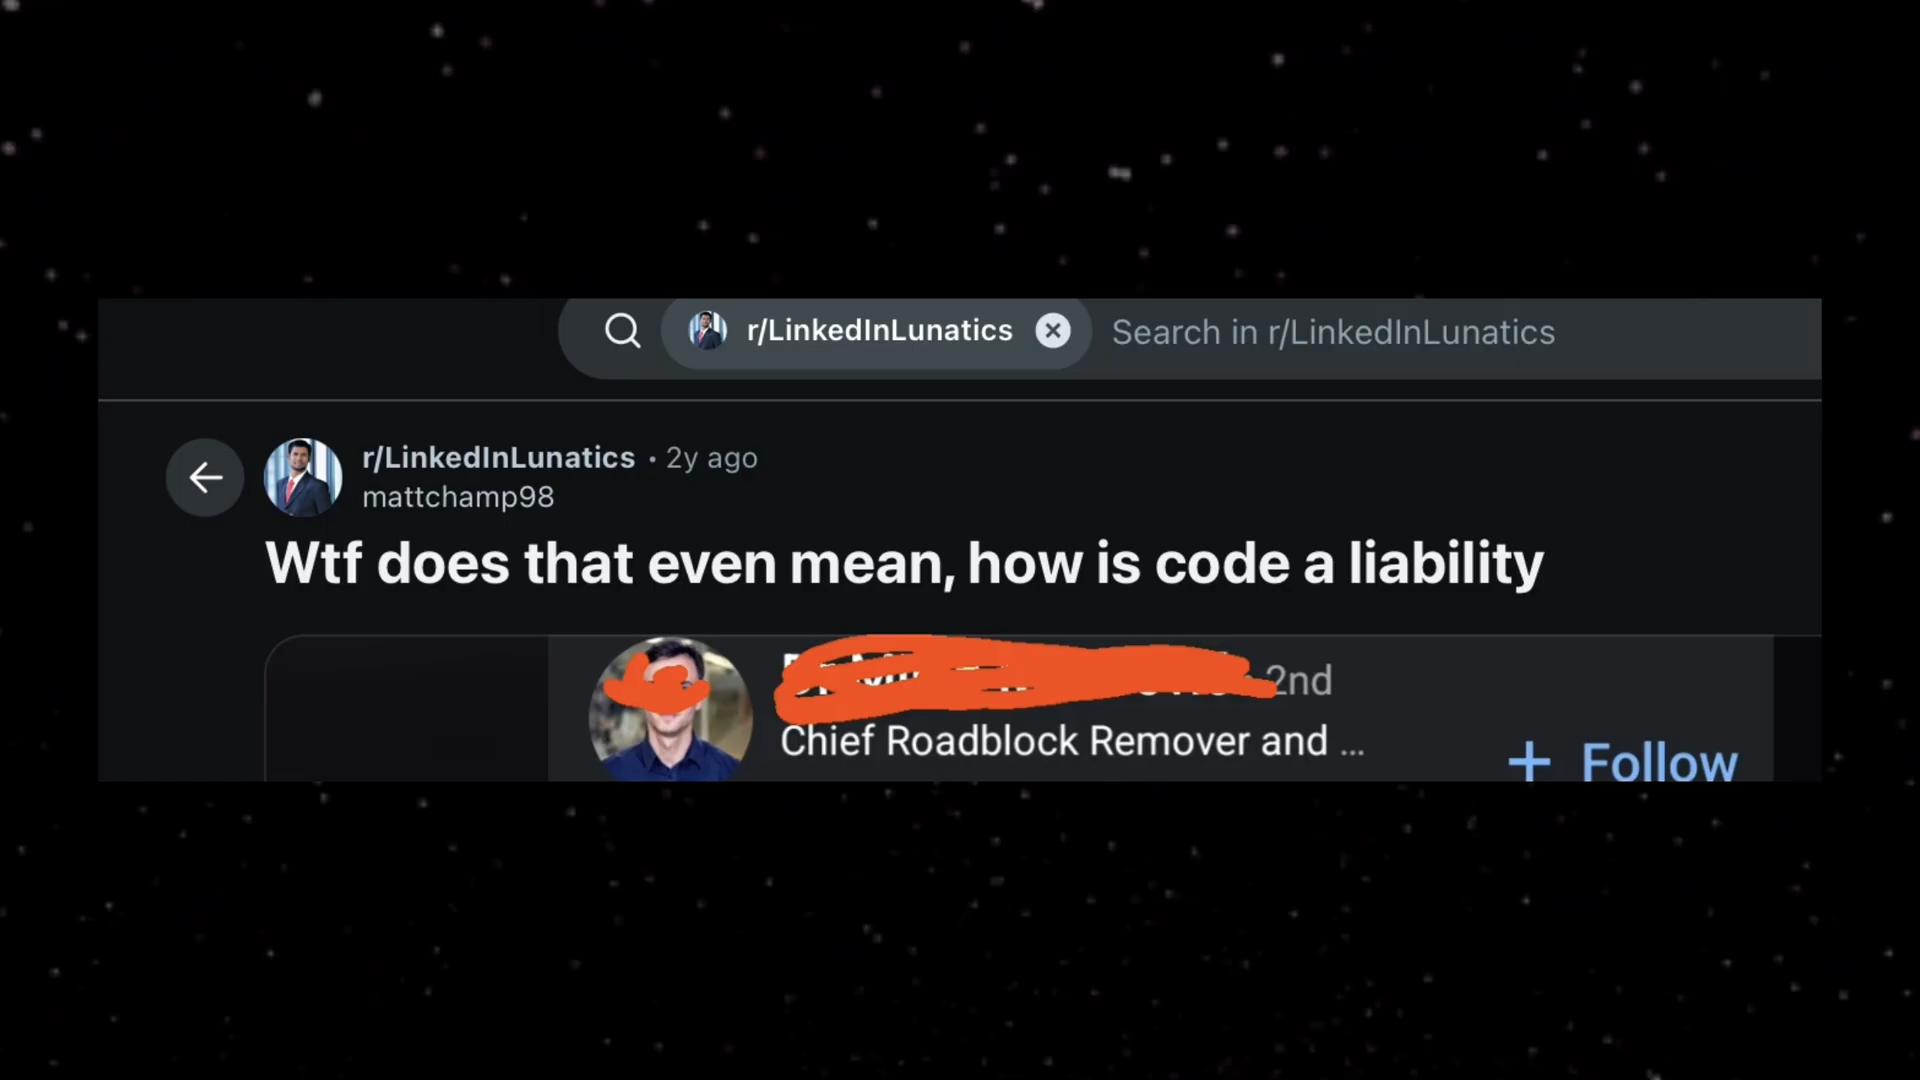 r/LinkedInLunatics Search in r/LinkedInLunatics
r/LinkedInLunatics • 2y ago
mattchamp98
Wtf does that even mean, how is code a liability
2nd
Chief Roadblock Remover and ...
+ Follow